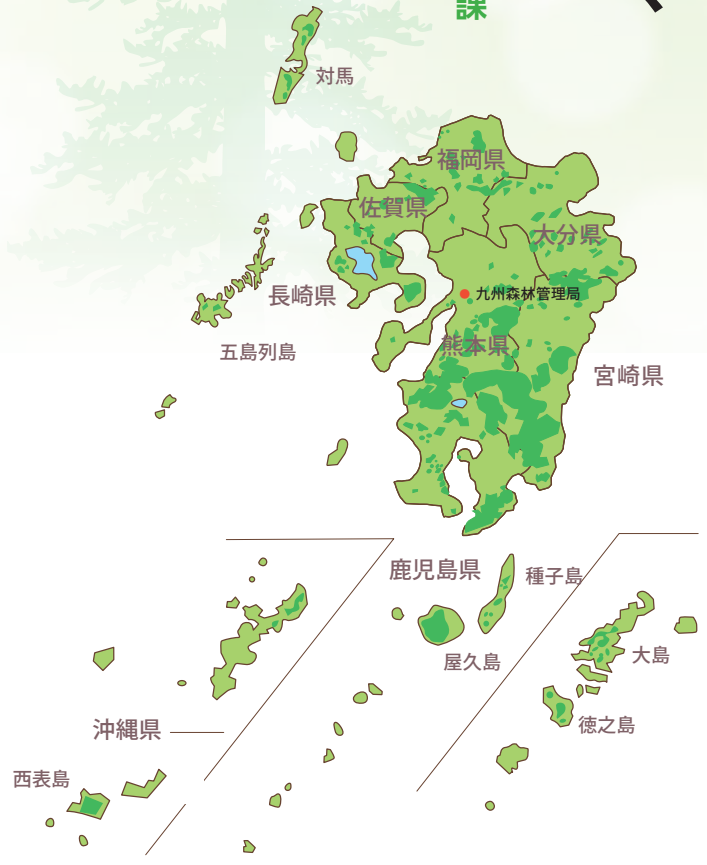 課
対馬
福岡県
佐賀県
大分県
長崎県
九州森林管理局
五島列島
熊本県
宮崎県
鹿児島県
種子島
屋久島
大島
沖縄県
徳之島
西表島